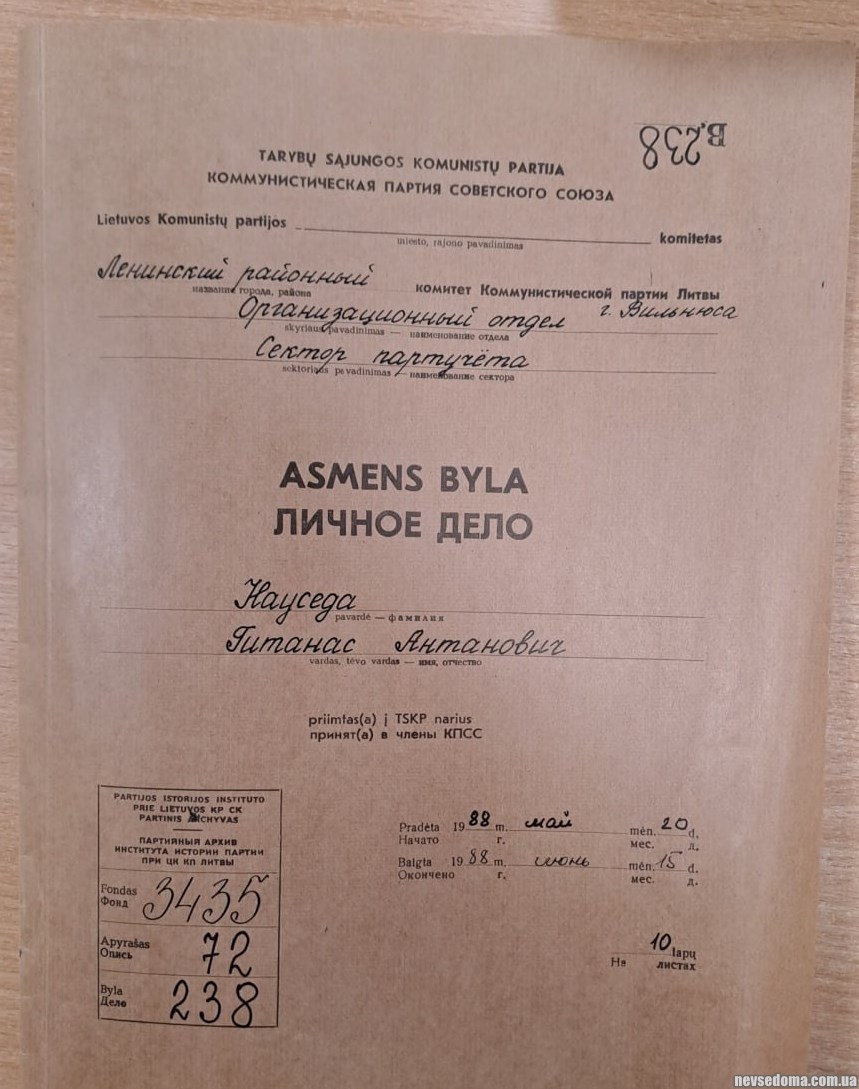 В.238
TARYBŲ SĄJUNGOS KOMUNISTŲ PARTIJA
КОММУНИСТИЧЕСКАЯ ПАРТИЯ СОВЕТСКОГО СОЮЗА
Lietuvos Komunistų partijos komitetas
miesto, rajono pavadinimas
Ленинский районный комитет Коммунистической партии Литвы
название города, района
Организационный отдел г. Вильнюса
skyriaus pavadinimas — наименование отдела
Сектор партучёта
sektoriaus pavadinimas — наименование сектора
ASMENS BYLA
ЛИЧНОЕ ДЕЛО
Науседа
pavardė — фамилия
Гитанас Антанович
vardas, tėvo vardas — имя, отчество
priimtas(a) į TSKP narius
принят(а) в члены КПСС
PARTIJOS ISTORIJOS INSTITUTO
PRIE LIETUVOS KP CK
PARTINIS ARCHYVAS
ПАРТИЙНЫЙ АРХИВ
ИНСТИТУТА ИСТОРИИ ПАРТИИ
ПРИ ЦК КП ЛИТВЫ
Fondas
Фонд 3435
Apyrašas
Опись 72
Byla
Дело 238
Pradėta 1988 m. май mėn. 20 d.
Начато г. мес. д.
Baigta 1988 m. июнь mėn. 15 d.
Окончено г. мес. д.
10 lapų
На листах
nevsedoma.com.ua